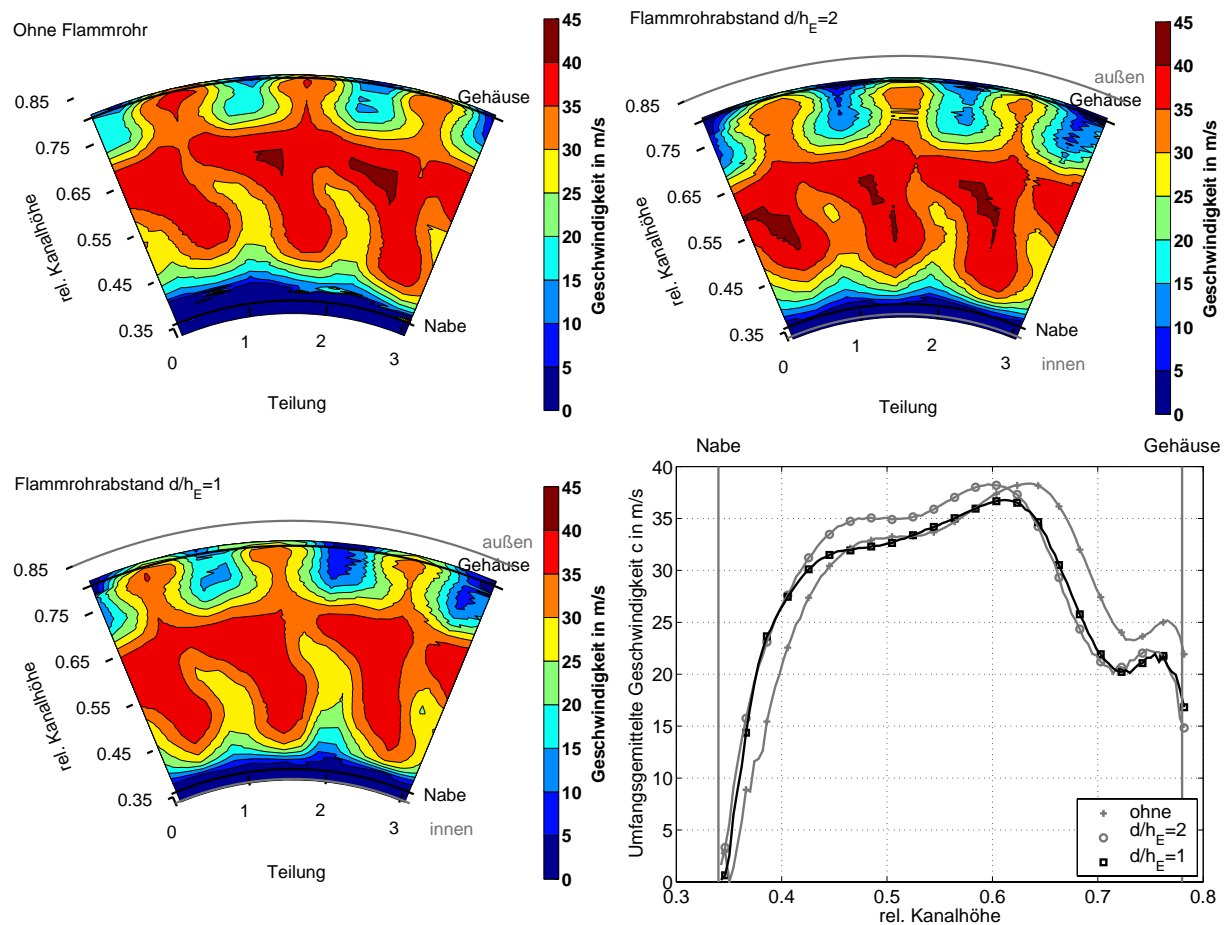 Ohne Flammrohr
0.85
0.75
0.65
0.55
0.45
0.35
rel. Kanalhöhe
Gehäuse
Nabe
0
1
2
3
Teilung
45
40
35
30
25
20
15
10
5
0
Geschwindigkeit in m/s
Flammrohrabstand d/hE=2
0.85
0.75
0.65
0.55
0.45
0.35
rel. Kanalhöhe
außen
Gehäuse
Nabe
innen
0
1
2
3
Teilung
45
40
35
30
25
20
15
10
5
0
Geschwindigkeit in m/s
Flammrohrabstand d/hE=1
0.85
0.75
0.65
0.55
0.45
0.35
rel. Kanalhöhe
außen
Gehäuse
Nabe
innen
0
1
2
3
Teilung
45
40
35
30
25
20
15
10
5
0
Geschwindigkeit in m/s
Nabe
Gehäuse
40
35
30
25
20
15
10
5
0
Umfangsgemittelte Geschwindigkeit c in m/s
ohne
d/hE=2
d/hE=1
0.3
0.4
0.5
0.6
0.7
0.8
rel. Kanalhöhe